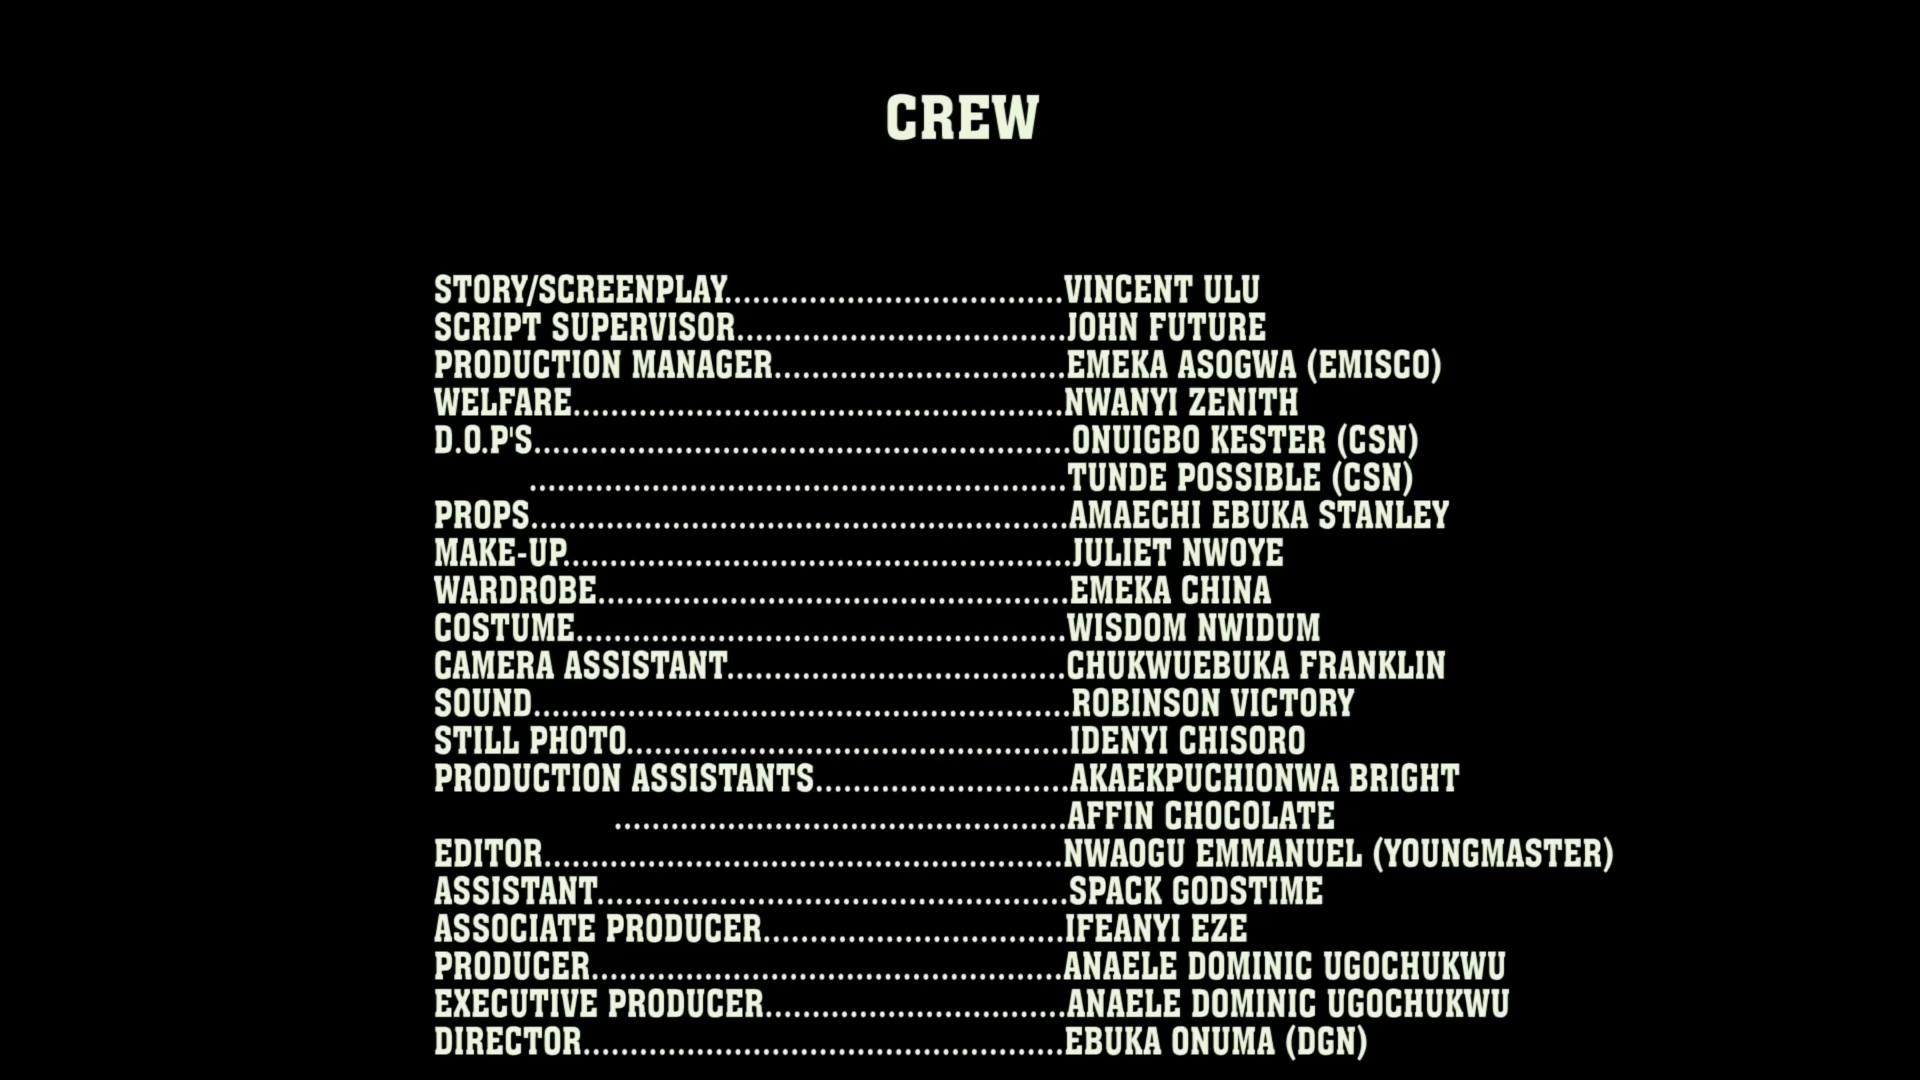 CREW
STORY/SCREENPLAY....................................VINCENT ULU
SCRIPT SUPERVISOR...................................JOHN FUTURE
PRODUCTION MANAGER...............................EMEKA ASOGWA (EMISCO)
WELFARE....................................................NWANYI ZENITH
D.O.P'S.........................................................ONUIGBO KESTER (CSN)
.........................................................TUNDE POSSIBLE (CSN)
PROPS.........................................................AMAECHI EBUKA STANLEY
MAKE-UP......................................................JULIET NWOYE
WARDROBE..................................................EMEKA CHINA
COSTUME....................................................WISDOM NWIDUM
CAMERA ASSISTANT....................................CHUKWUEBUKA FRANKLIN
SOUND.........................................................ROBINSON VICTORY
STILL PHOTO...............................................IDENYI CHISORO
PRODUCTION ASSISTANTS...........................AKAEKPUCHIONWA BRIGHT
................................................AFFIN CHOCOLATE
EDITOR.......................................................NWAOGU EMMANUEL (YOUNGMASTER)
ASSISTANT..................................................SPACK GODSTIME
ASSOCIATE PRODUCER................................IFEANYI EZE
PRODUCER..................................................ANAELE DOMINIC UGOCHUKWU
EXECUTIVE PRODUCER................................ANAELE DOMINIC UGOCHUKWU
DIRECTOR...................................................EBUKA ONUMA (DGN)